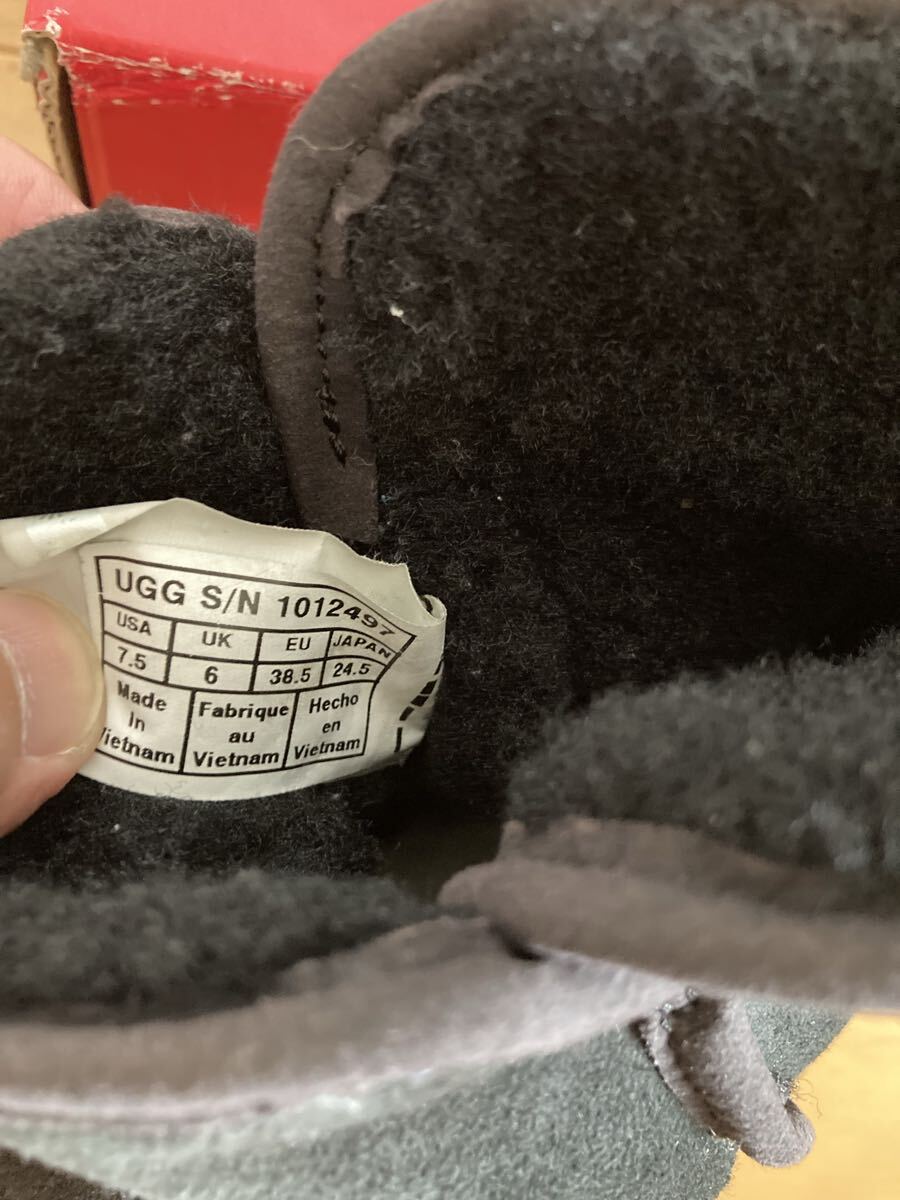 UGG S/N 1012497
USA UK EU JAPAN
7.5 6 38.5 24.5
Made Fabrique Hecho
In au en
Vietnam Vietnam Vietnam